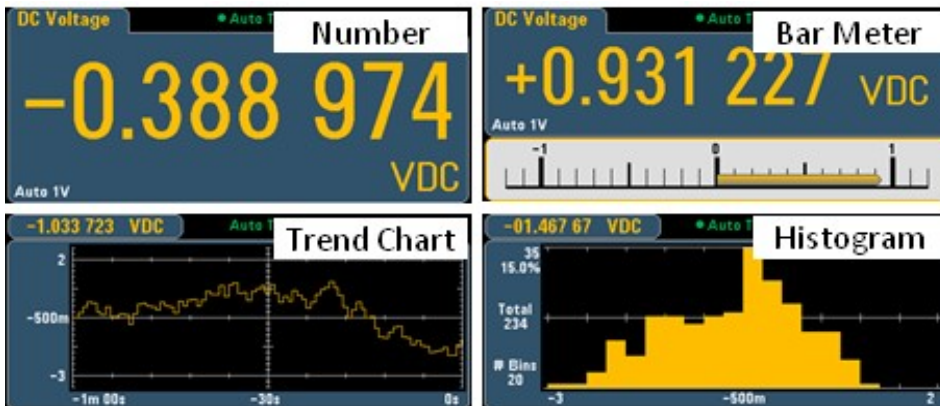 DC Voltage
Auto T
Number
-0.388 974
VDC
Auto 1V
DC Voltage
Auto T
Bar Meter
+0.931 227 VDC
Auto 1V
-1 0 1
-1.033 723 VDC
Auto T
Trend Chart
2
-500m
-3
-1m 00s -30s 0s
-01.467 67 VDC
Auto T
Histogram
35
15.0%
Total
234
# Bins
20
-3 -500m 2